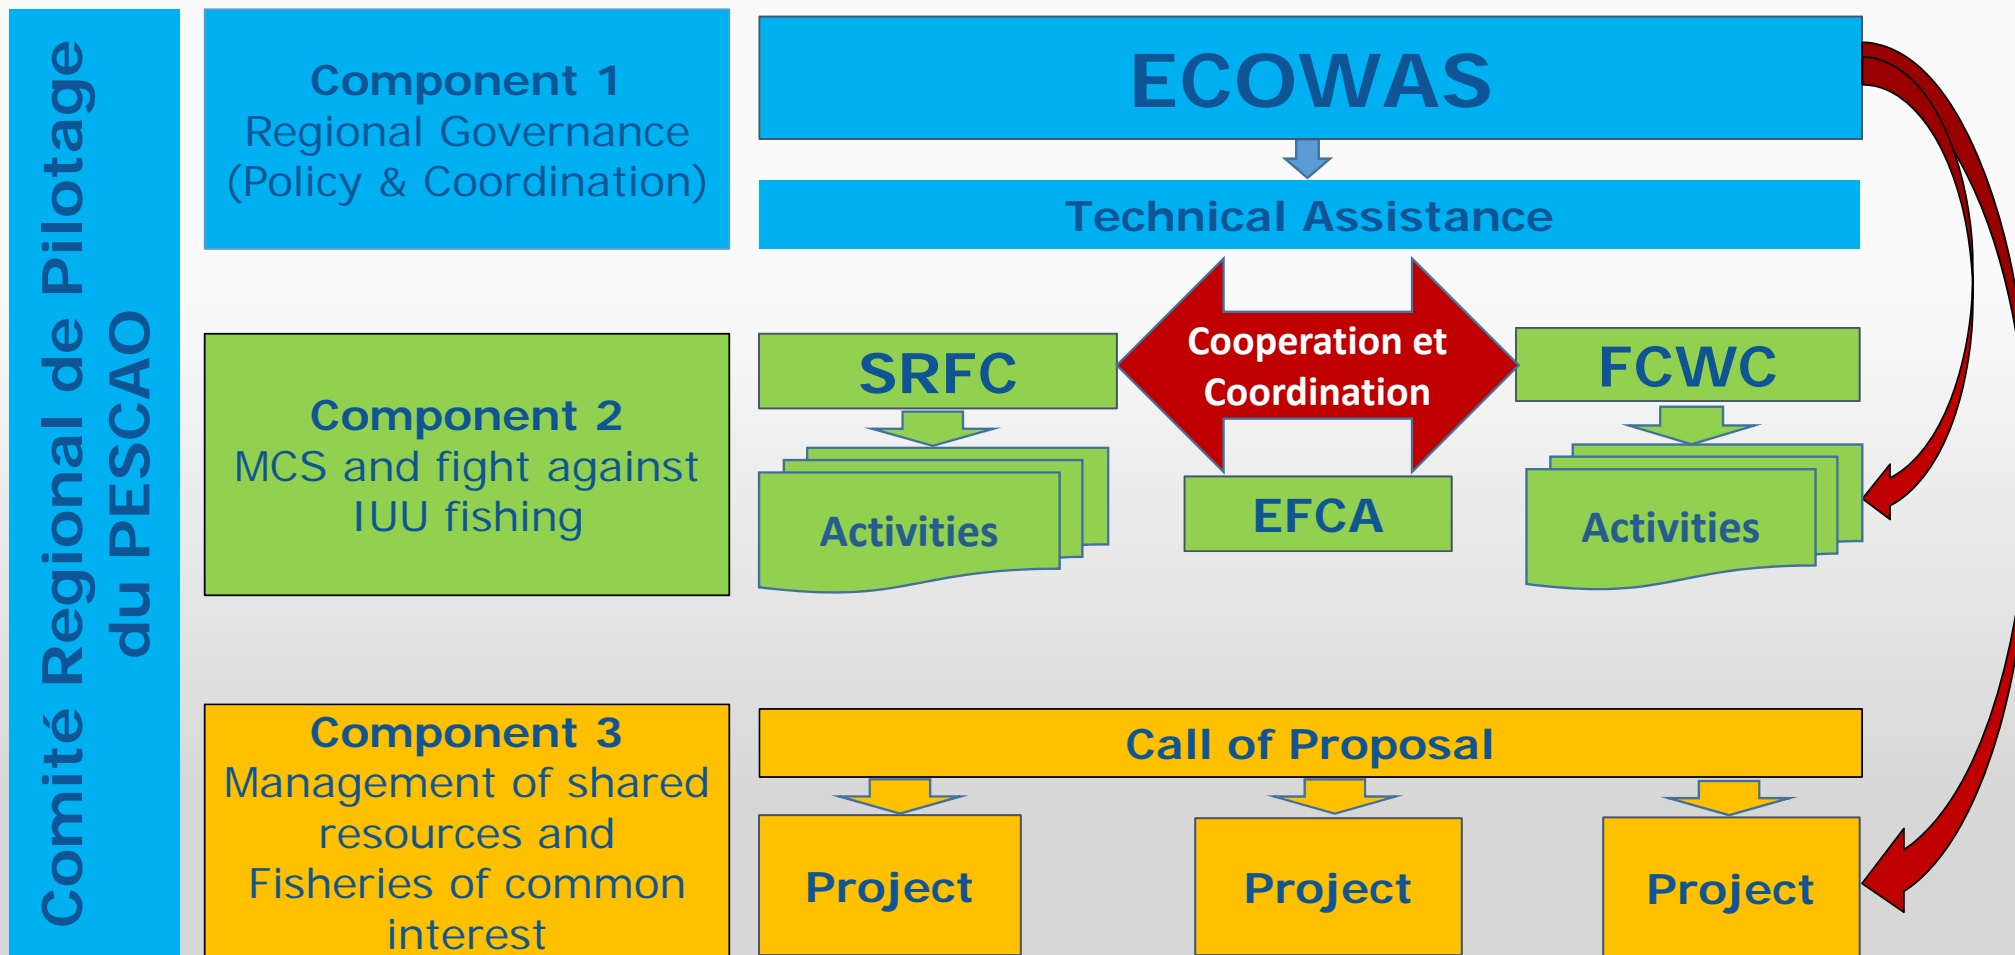 Comité Regional de Pilotage
du PESCAO
Component 1
Regional Governance
(Policy & Coordination)
ECOWAS
Technical Assistance
Component 2
MCS and fight against
IUU fishing
SRFC
Cooperation et
Coordination
FCWC
Activities
EFCA
Activities
Component 3
Management of shared
resources and
Fisheries of common
interest
Call of Proposal
Project
Project
Project